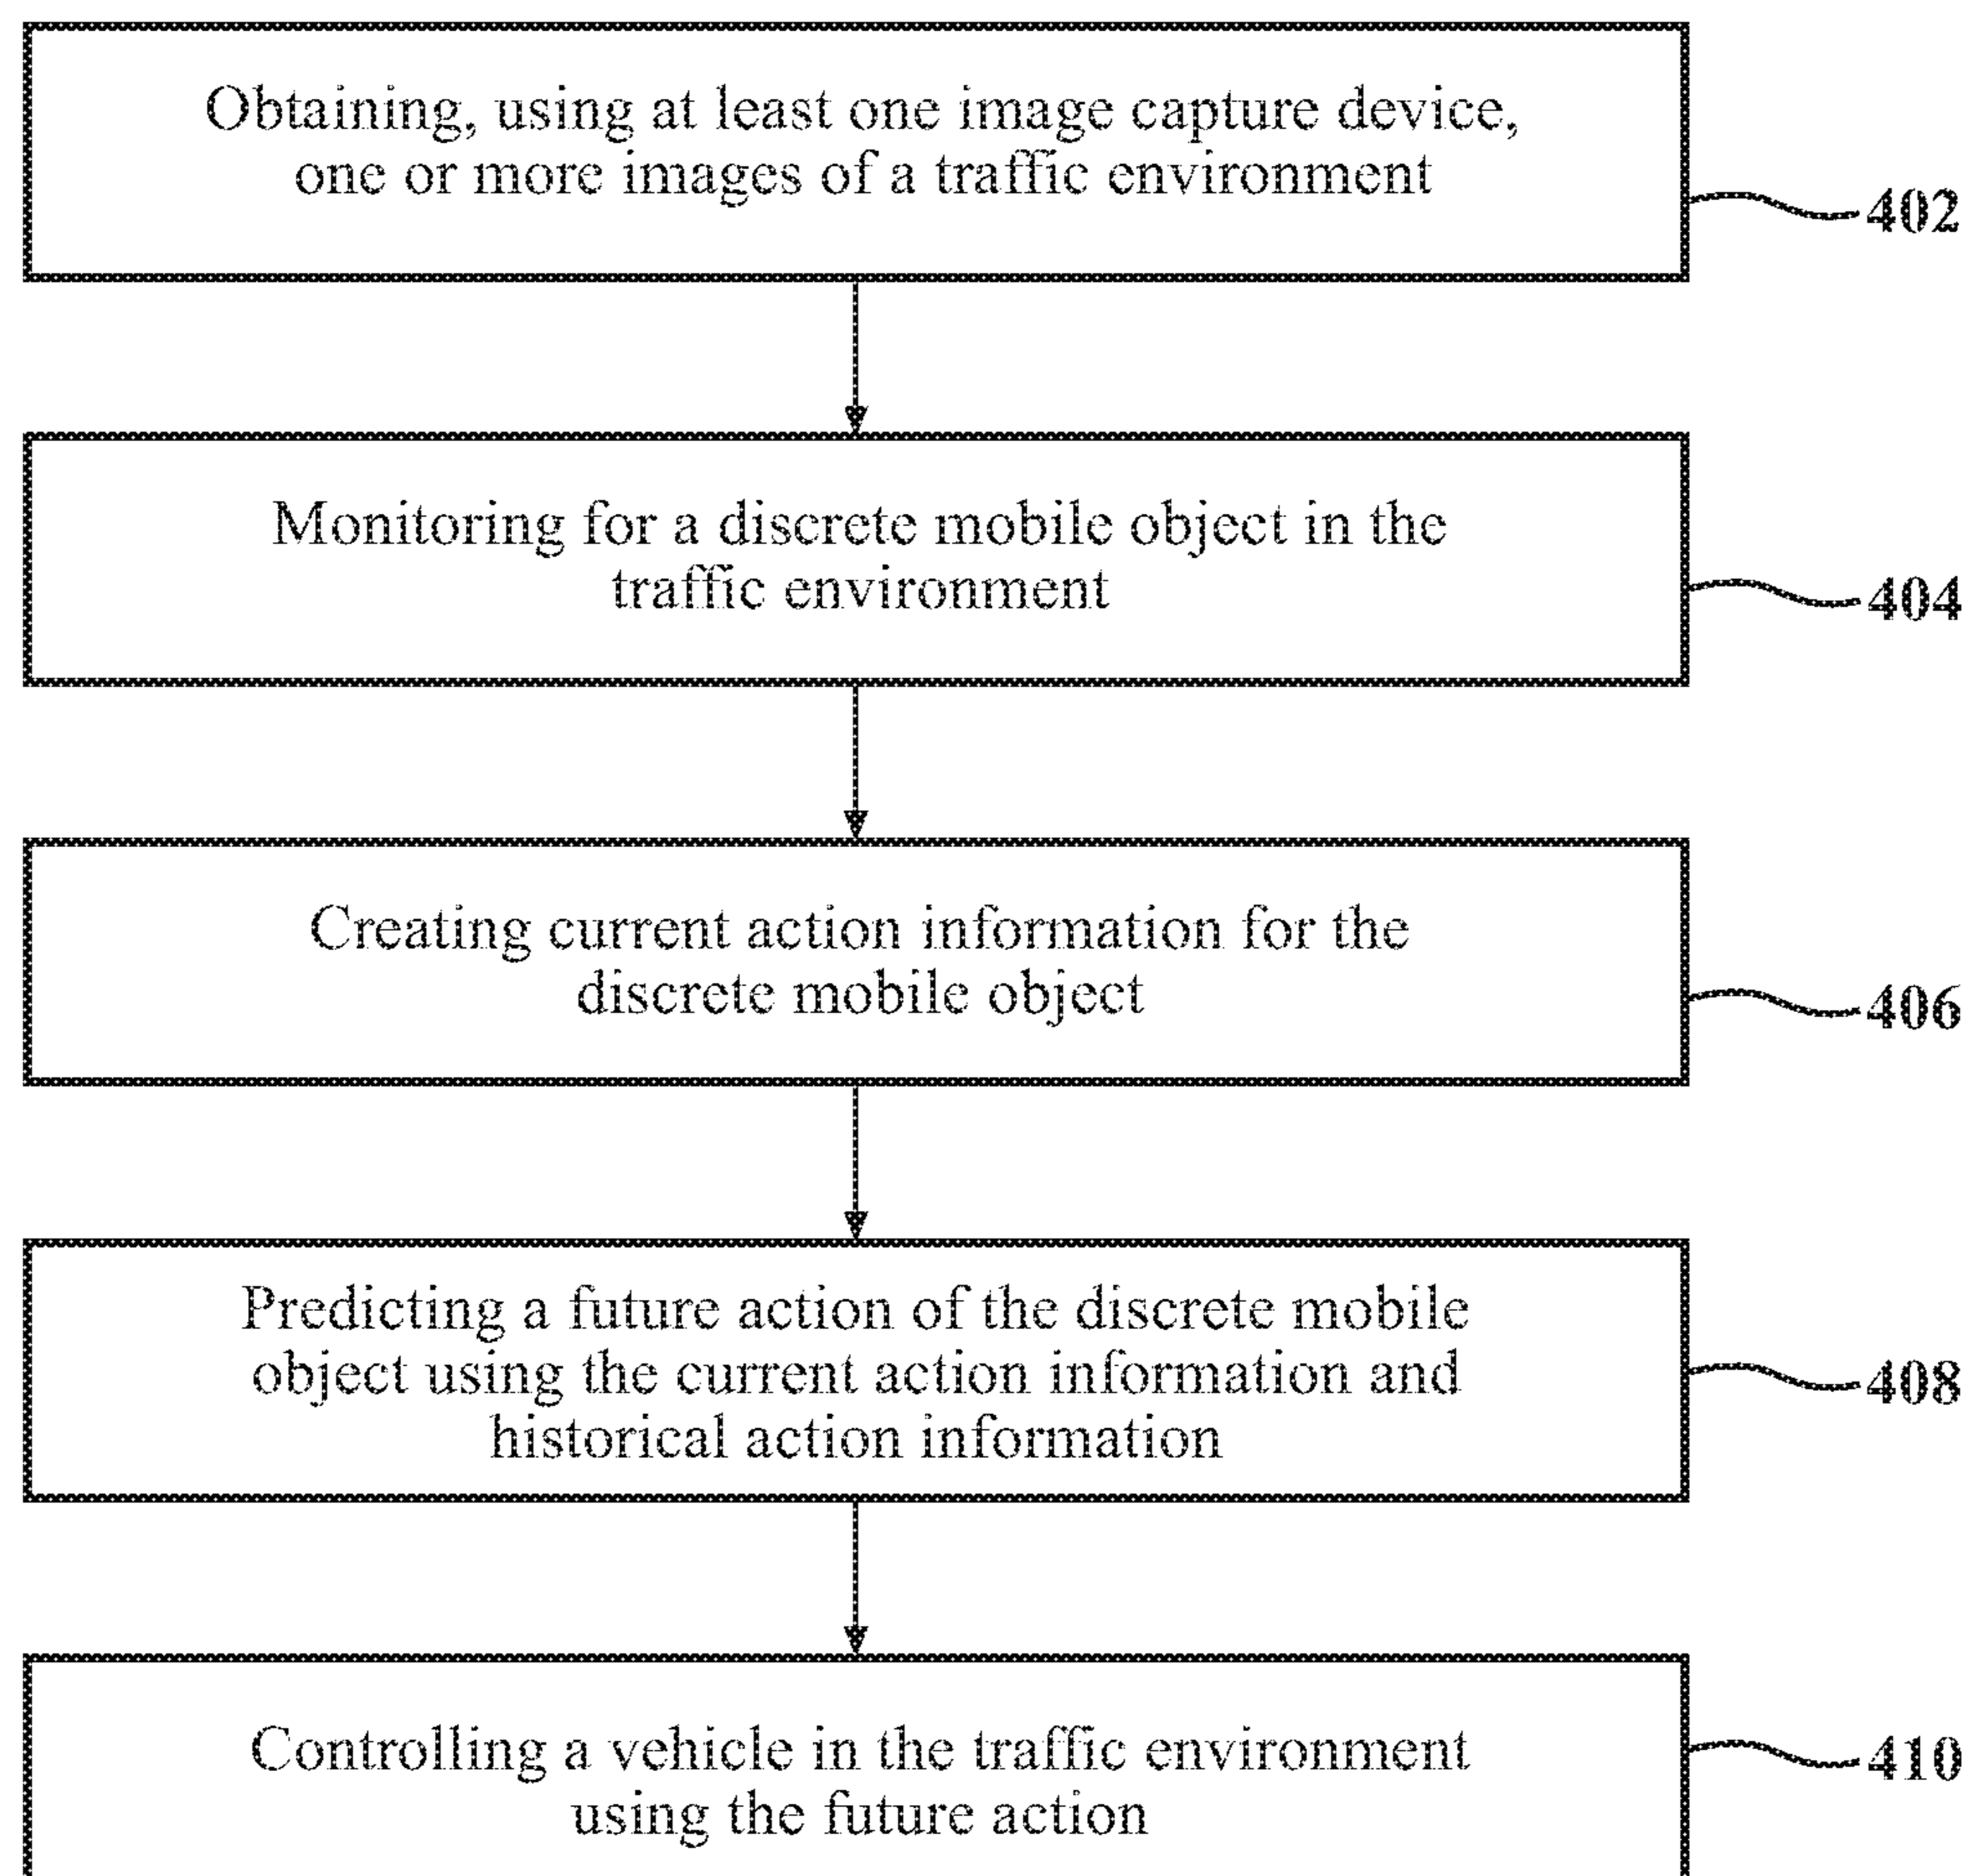 Obtaining, using at least one image capture device,
one or more images of a traffic environment
402
Monitoring for a discrete mobile object in the
traffic environment
404
Creating current action information for the
discrete mobile object
406
Predicting a future action of the discrete mobile
object using the current action information and
historical action information
408
Controlling a vehicle in the traffic environment
using the future action
410